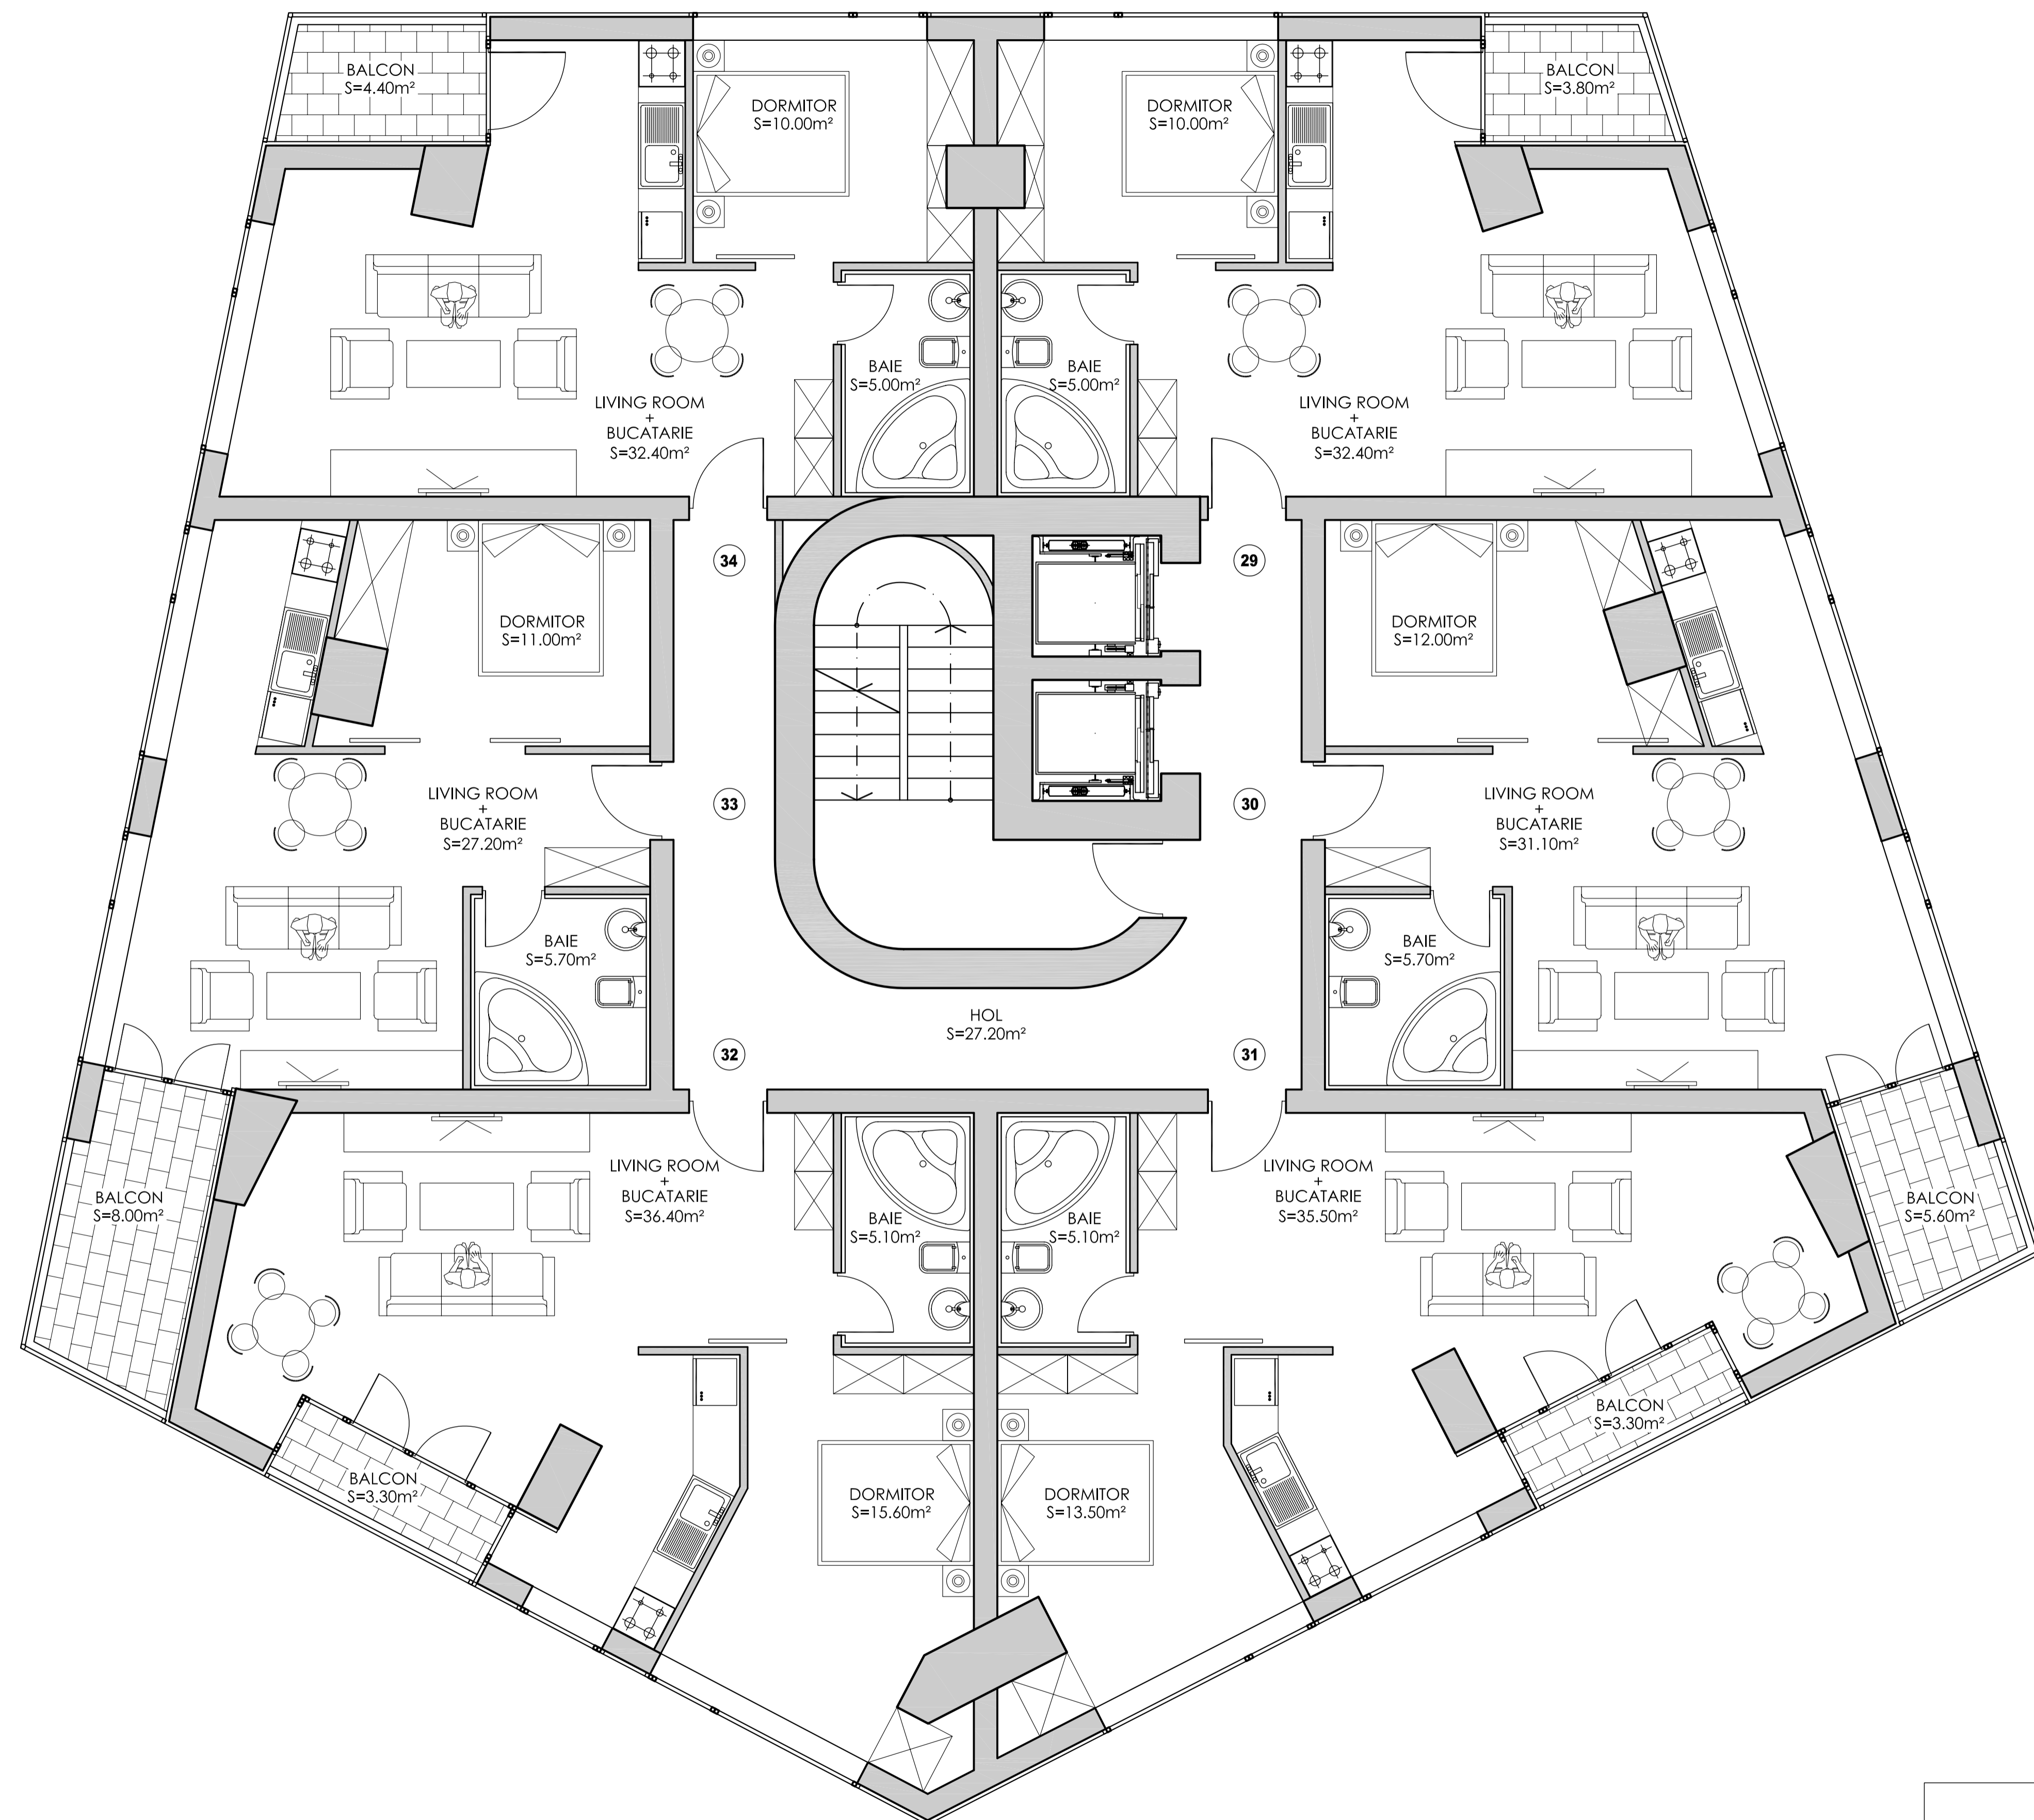 BALCON
S=4.40m²
DORMITOR
S=10.00m²
DORMITOR
S=10.00m²
BALCON
S=3.80m²
BAIE
S=5.00m²
BAIE
S=5.00m²
LIVING ROOM
+
BUCATARIE
S=32.40m²
LIVING ROOM
+
BUCATARIE
S=32.40m²
34
29
DORMITOR
S=11.00m²
DORMITOR
S=12.00m²
LIVING ROOM
+
BUCATARIE
S=27.20m²
33
30
LIVING ROOM
+
BUCATARIE
S=31.10m²
BAIE
S=5.70m²
BAIE
S=5.70m²
HOL
S=27.20m²
32
31
BALCON
S=8.00m²
LIVING ROOM
+
BUCATARIE
S=36.40m²
BAIE
S=5.10m²
BAIE
S=5.10m²
LIVING ROOM
+
BUCATARIE
S=35.50m²
BALCON
S=5.60m²
BALCON
S=3.30m²
BALCON
S=3.30m²
DORMITOR
S=15.60m²
DORMITOR
S=13.50m²